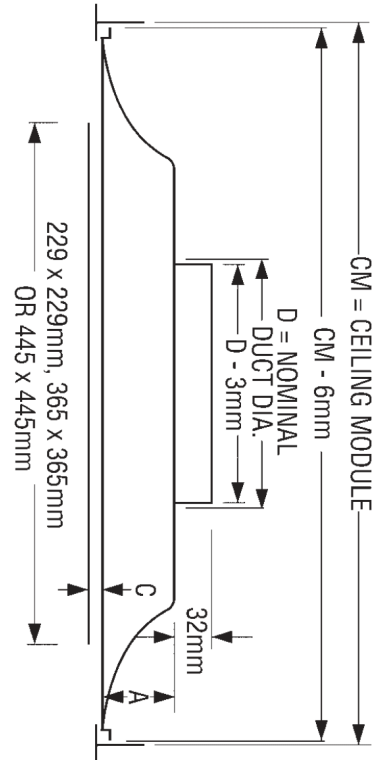 CM = CEILING MODULE
CM - 6mm
D = NOMINAL
DUCT DIA.
D - 3mm
32mm
C
A
229 x 229mm, 365 x 365mm
OR 445 x 445mm